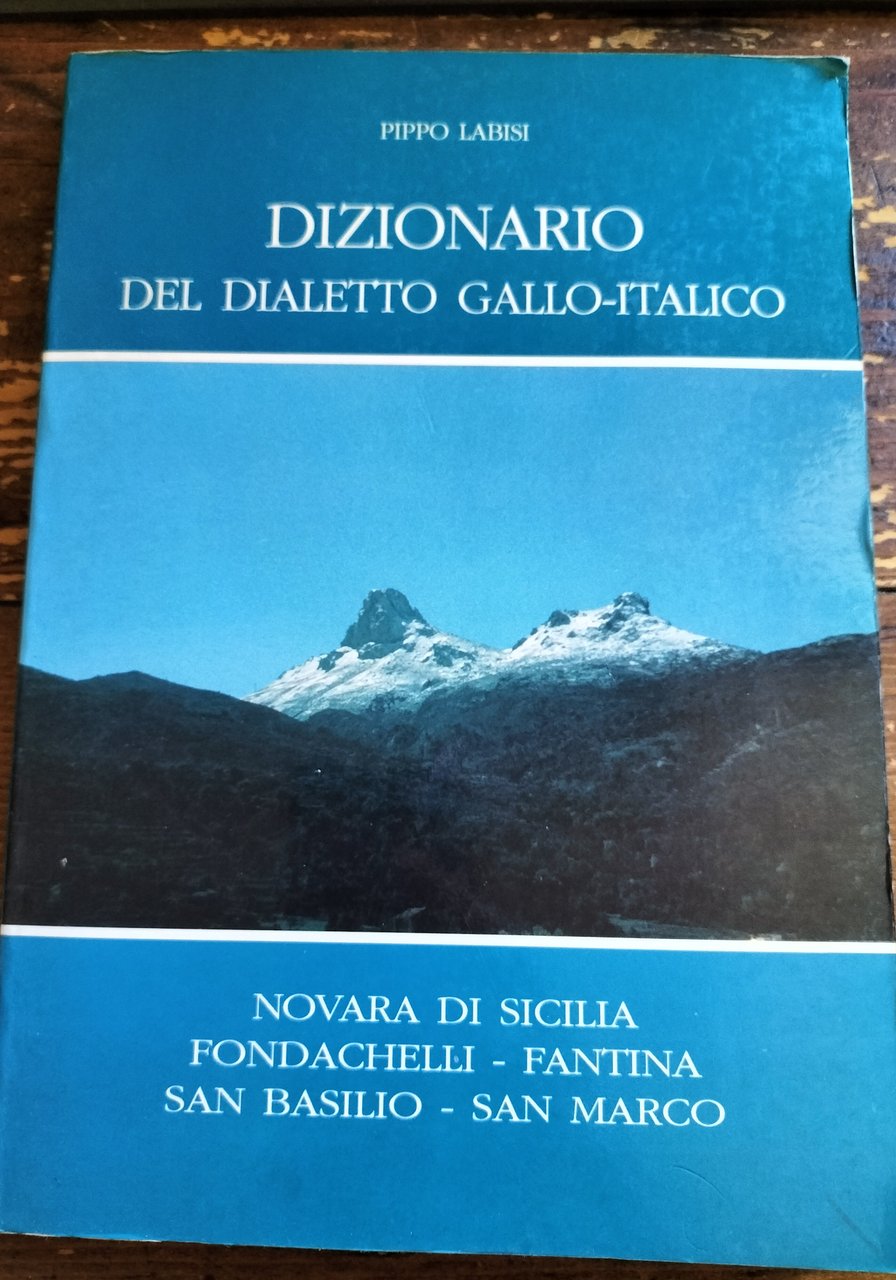 PIPPO LABISI
DIZIONARIO
DEL DIALETTO GALLO-ITALICO
NOVARA DI SICILIA
FONDACHELLI - FANTINA
SAN BASILIO - SAN MARCO